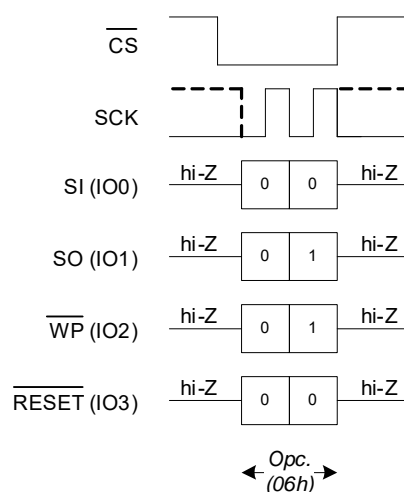 CS
SCK
hi-Z 0 0 hi-Z
SI (IO0)
hi-Z 0 1 hi-Z
SO (IO1)
hi-Z 0 1 hi-Z
WP (IO2)
hi-Z 0 0 hi-Z
RESET (IO3)
Opc.
(06h)